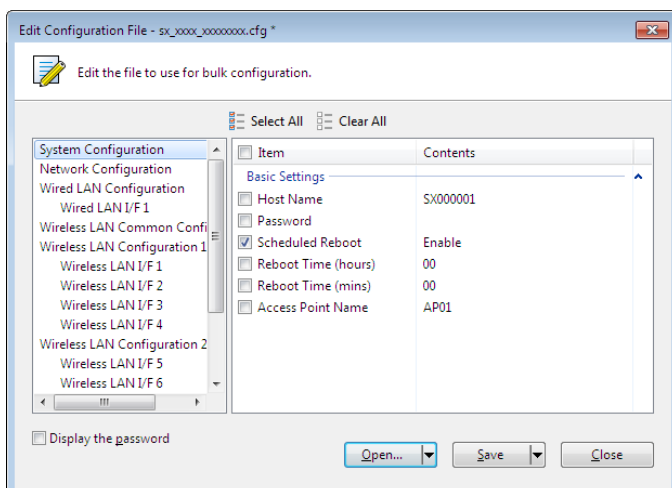 Edit Configuration File - sx_xxxx_xxxxxxx.cfg *
Edit the file to use for bulk configuration.
Select All Clear All
System Configuration
Network Configuration
Wired LAN Configuration
Wired LAN I/F 1
Wireless LAN Common Confi
Wireless LAN Configuration 1
Wireless LAN I/F 1
Wireless LAN I/F 2
Wireless LAN I/F 3
Wireless LAN I/F 4
Wireless LAN Configuration 2
Wireless LAN I/F 5
Wireless LAN I/F 6
Item Contents
Basic Settings
Host Name SX000001
Password
Scheduled Reboot Enable
Reboot Time (hours) 00
Reboot Time (mins) 00
Access Point Name AP01
Display the password
Open... Save Close